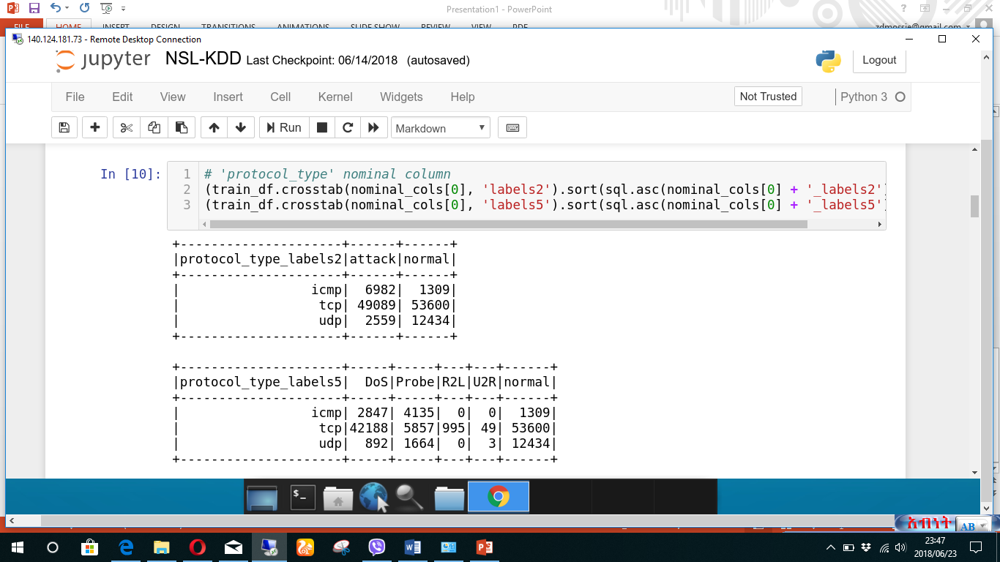 Presentation1 - PowerPoint
FILE HOME INSERT DESIGN TRANSITIONS ANIMATIONS SLIDE SHOW REVIEW VIEW PDF zdmossie@gmail.com
140.124.181.73 - Remote Desktop Connection
jupyter NSL-KDD Last Checkpoint: 06/14/2018 (autosaved) Logout
File Edit View Insert Cell Kernel Widgets Help Not Trusted Python 3
Run Markdown
In [10]: 1 # 'protocol_type' nominal column
2 (train_df.crosstab(nominal_cols[0], 'labels2').sort(sql.asc(nominal_cols[0] + '_labels2')
3 (train_df.crosstab(nominal_cols[0], 'labels5').sort(sql.asc(nominal_cols[0] + '_labels5')
+----------------------+------+------+
|protocol_type_labels2|attack|normal|
+----------------------+------+------+
| icmp| 6982| 1309|
| tcp| 49089| 53600|
| udp| 2559| 12434|
+----------------------+------+------+
+----------------------+-----+-----+---+---+------+
|protocol_type_labels5| DoS|Probe|R2L|U2R|normal|
+----------------------+-----+-----+---+---+------+
| icmp| 2847| 4135| 0| 0| 1309|
| tcp|42188| 5857|995| 49| 53600|
| udp| 892| 1664| 0| 3| 12434|
+----------------------+-----+-----+---+---+------+
$_
አብነት AB
23:47
2018/06/23